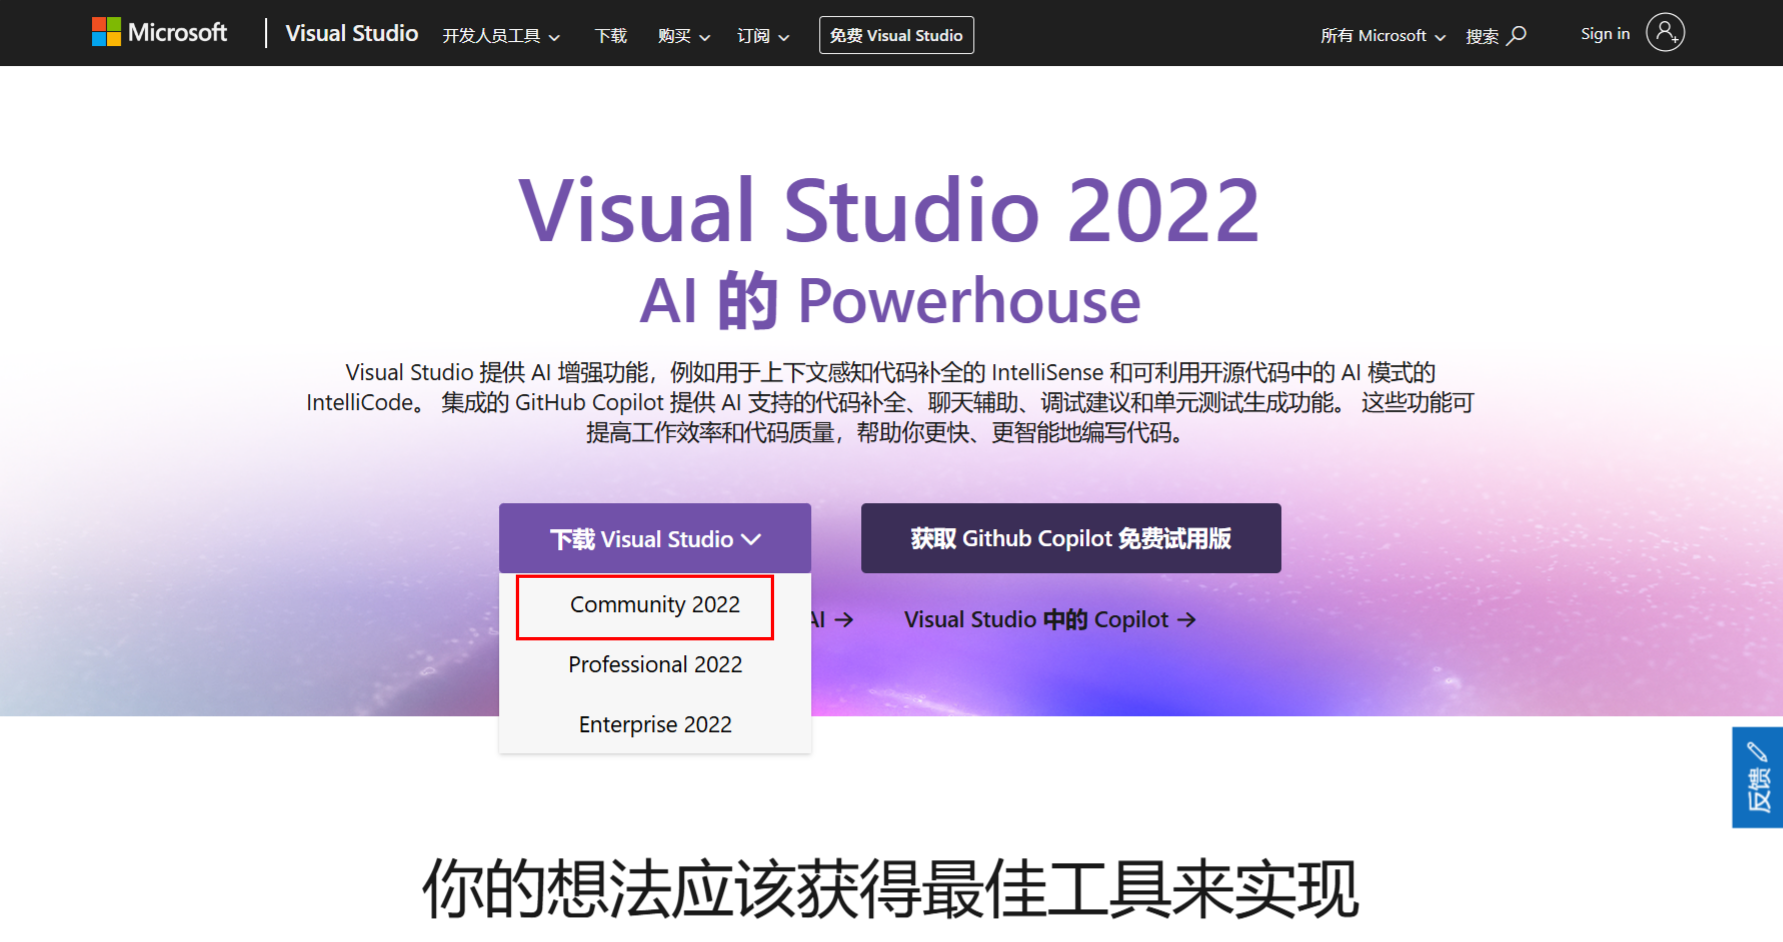 Microsoft
Visual Studio
开发人员工具
下载
购买
订阅
免费 Visual Studio
所有 Microsoft
搜索
Sign in
Visual Studio 2022
AI 的 Powerhouse
Visual Studio 提供 AI 增强功能，例如用于上下文感知代码补全的 IntelliSense 和可利用开源代码中的 AI 模式的
IntelliCode。 集成的 GitHub Copilot 提供 AI 支持的代码补全、聊天辅助、调试建议和单元测试生成功能。 这些功能可
提高工作效率和代码质量，帮助你更快、更智能地编写代码。
下载 Visual Studio
获取 Github Copilot 免费试用版
Community 2022
AI →
Visual Studio 中的 Copilot →
Professional 2022
Enterprise 2022
反馈
你的想法应该获得最佳工具来实现